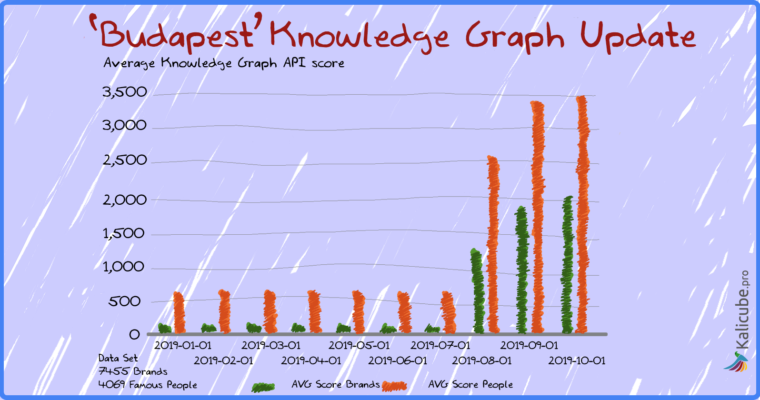 ‘Budapest’ Knowledge Graph Update
Average Knowledge Graph API score
3,500
3,000
2,500
2,000
1,500
1,000
500
0
2019-01-01
2019-02-01
2019-03-01
2019-04-01
2019-05-01
2019-06-01
2019-07-01
2019-08-01
2019-09-01
2019-10-01
Data Set
7455 Brands
4069 Famous People
AVG Score Brands
AVG Score People
Kalicube.pro